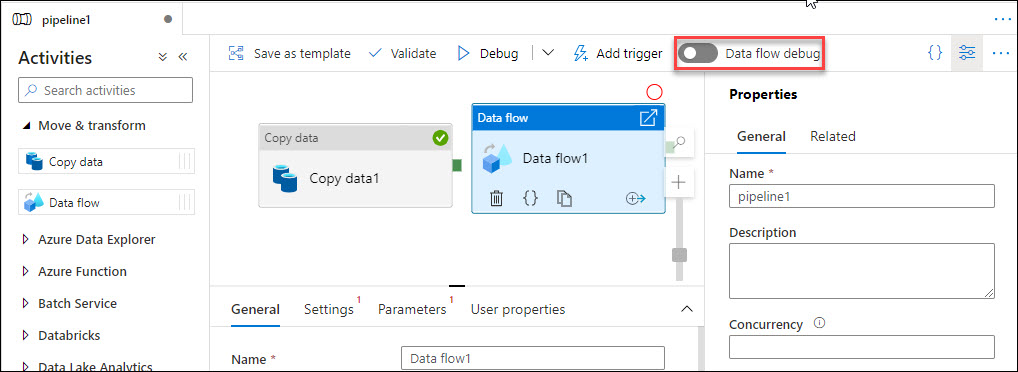 pipeline1
Activities
Search activities
Move & transform
Copy data
Data flow
Azure Data Explorer
Azure Function
Batch Service
Databricks
Data Lake Analytics
Save as template
Validate
Debug
Add trigger
Data flow debug
{}
Copy data
Copy data1
Data flow
Data flow1
{}
General
Settings 1
Parameters 1
User properties
Name *
Data flow1
Properties
General
Related
Name *
pipeline1
Description
Concurrency